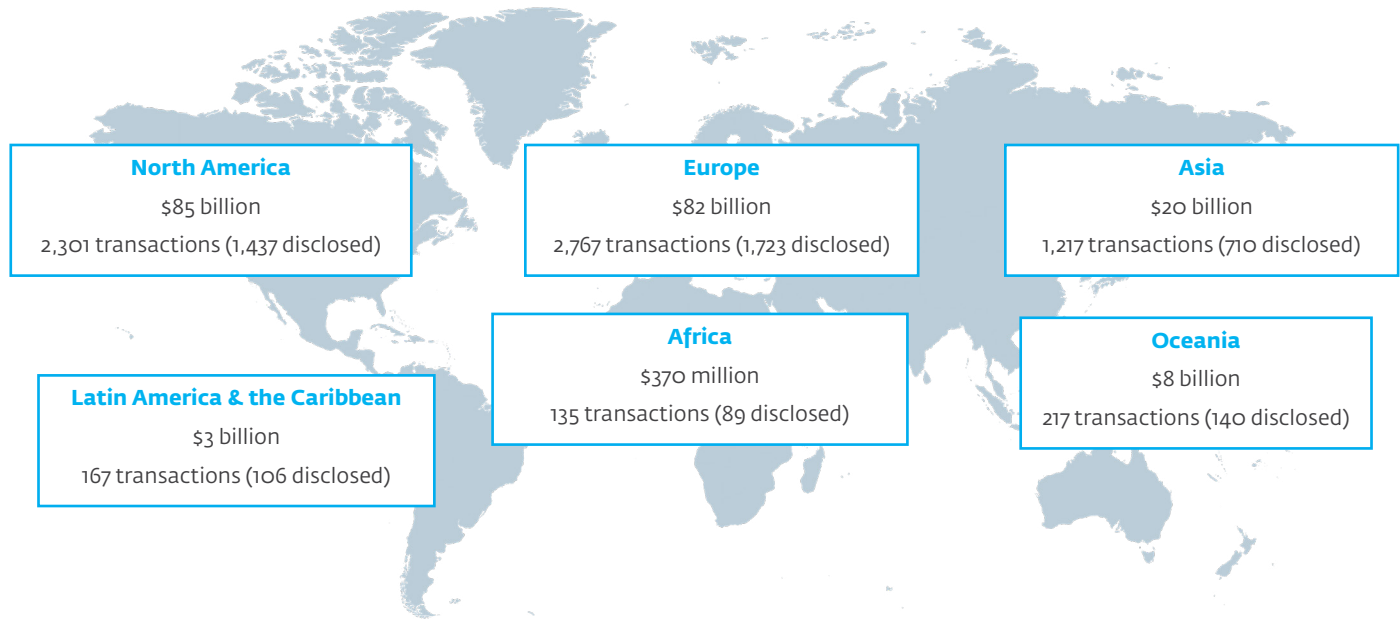 North America
$85 billion
2,301 transactions (1,437 disclosed)
Europe
$82 billion
2,767 transactions (1,723 disclosed)
Asia
$20 billion
1,217 transactions (710 disclosed)
Latin America & the Caribbean
$3 billion
167 transactions (106 disclosed)
Africa
$370 million
135 transactions (89 disclosed)
Oceania
$8 billion
217 transactions (140 disclosed)